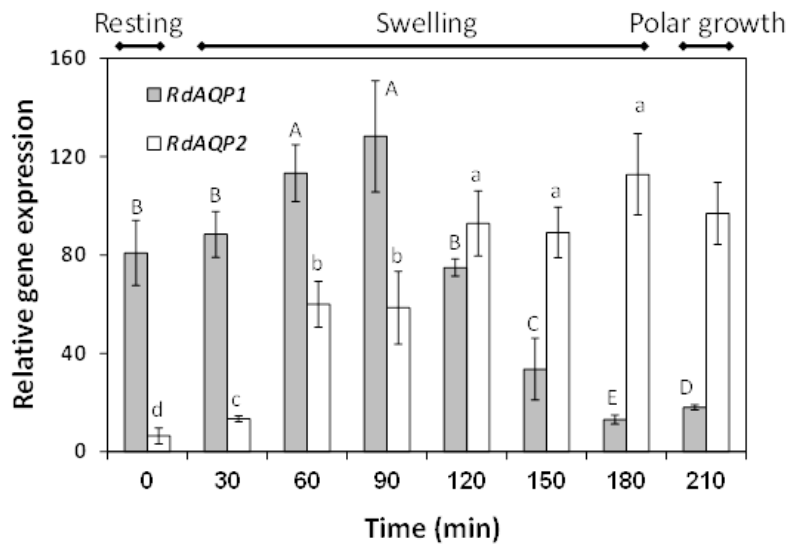 Resting Swelling Polar growth
160
120
80
40
0
Relative gene expression
RdAQP1
RdAQP2
B
d
B
c
A
b
A
b
B
a
C
a
E
a
D
0 30 60 90 120 150 180 210
Time (min)